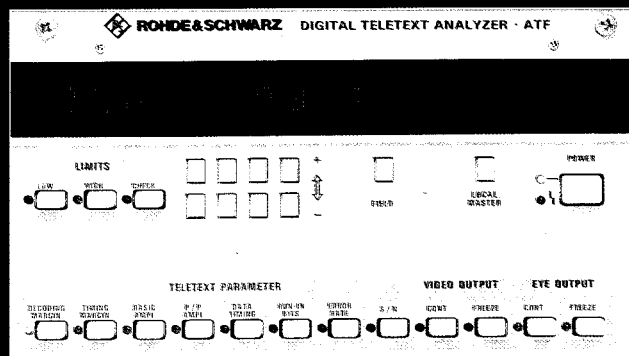 ROHDE&SCHWARZ DIGITAL TELETEXT ANALYZER · ATF
LIMITS
POWER
LOW HIGH CHECK
+
−
FIELD
LOCAL
MASTER
TELETEXT PARAMETER
VIDEO OUTPUT
EYE OUTPUT
DECODING
MARGIN
TIMING
MARGIN
BASIC
AMPL
P/P
AMPL
DATA
TIMING
RUN-IN
BITS
ERROR
RATE
S/N
CONT
FREEZE
CONT
FREEZE